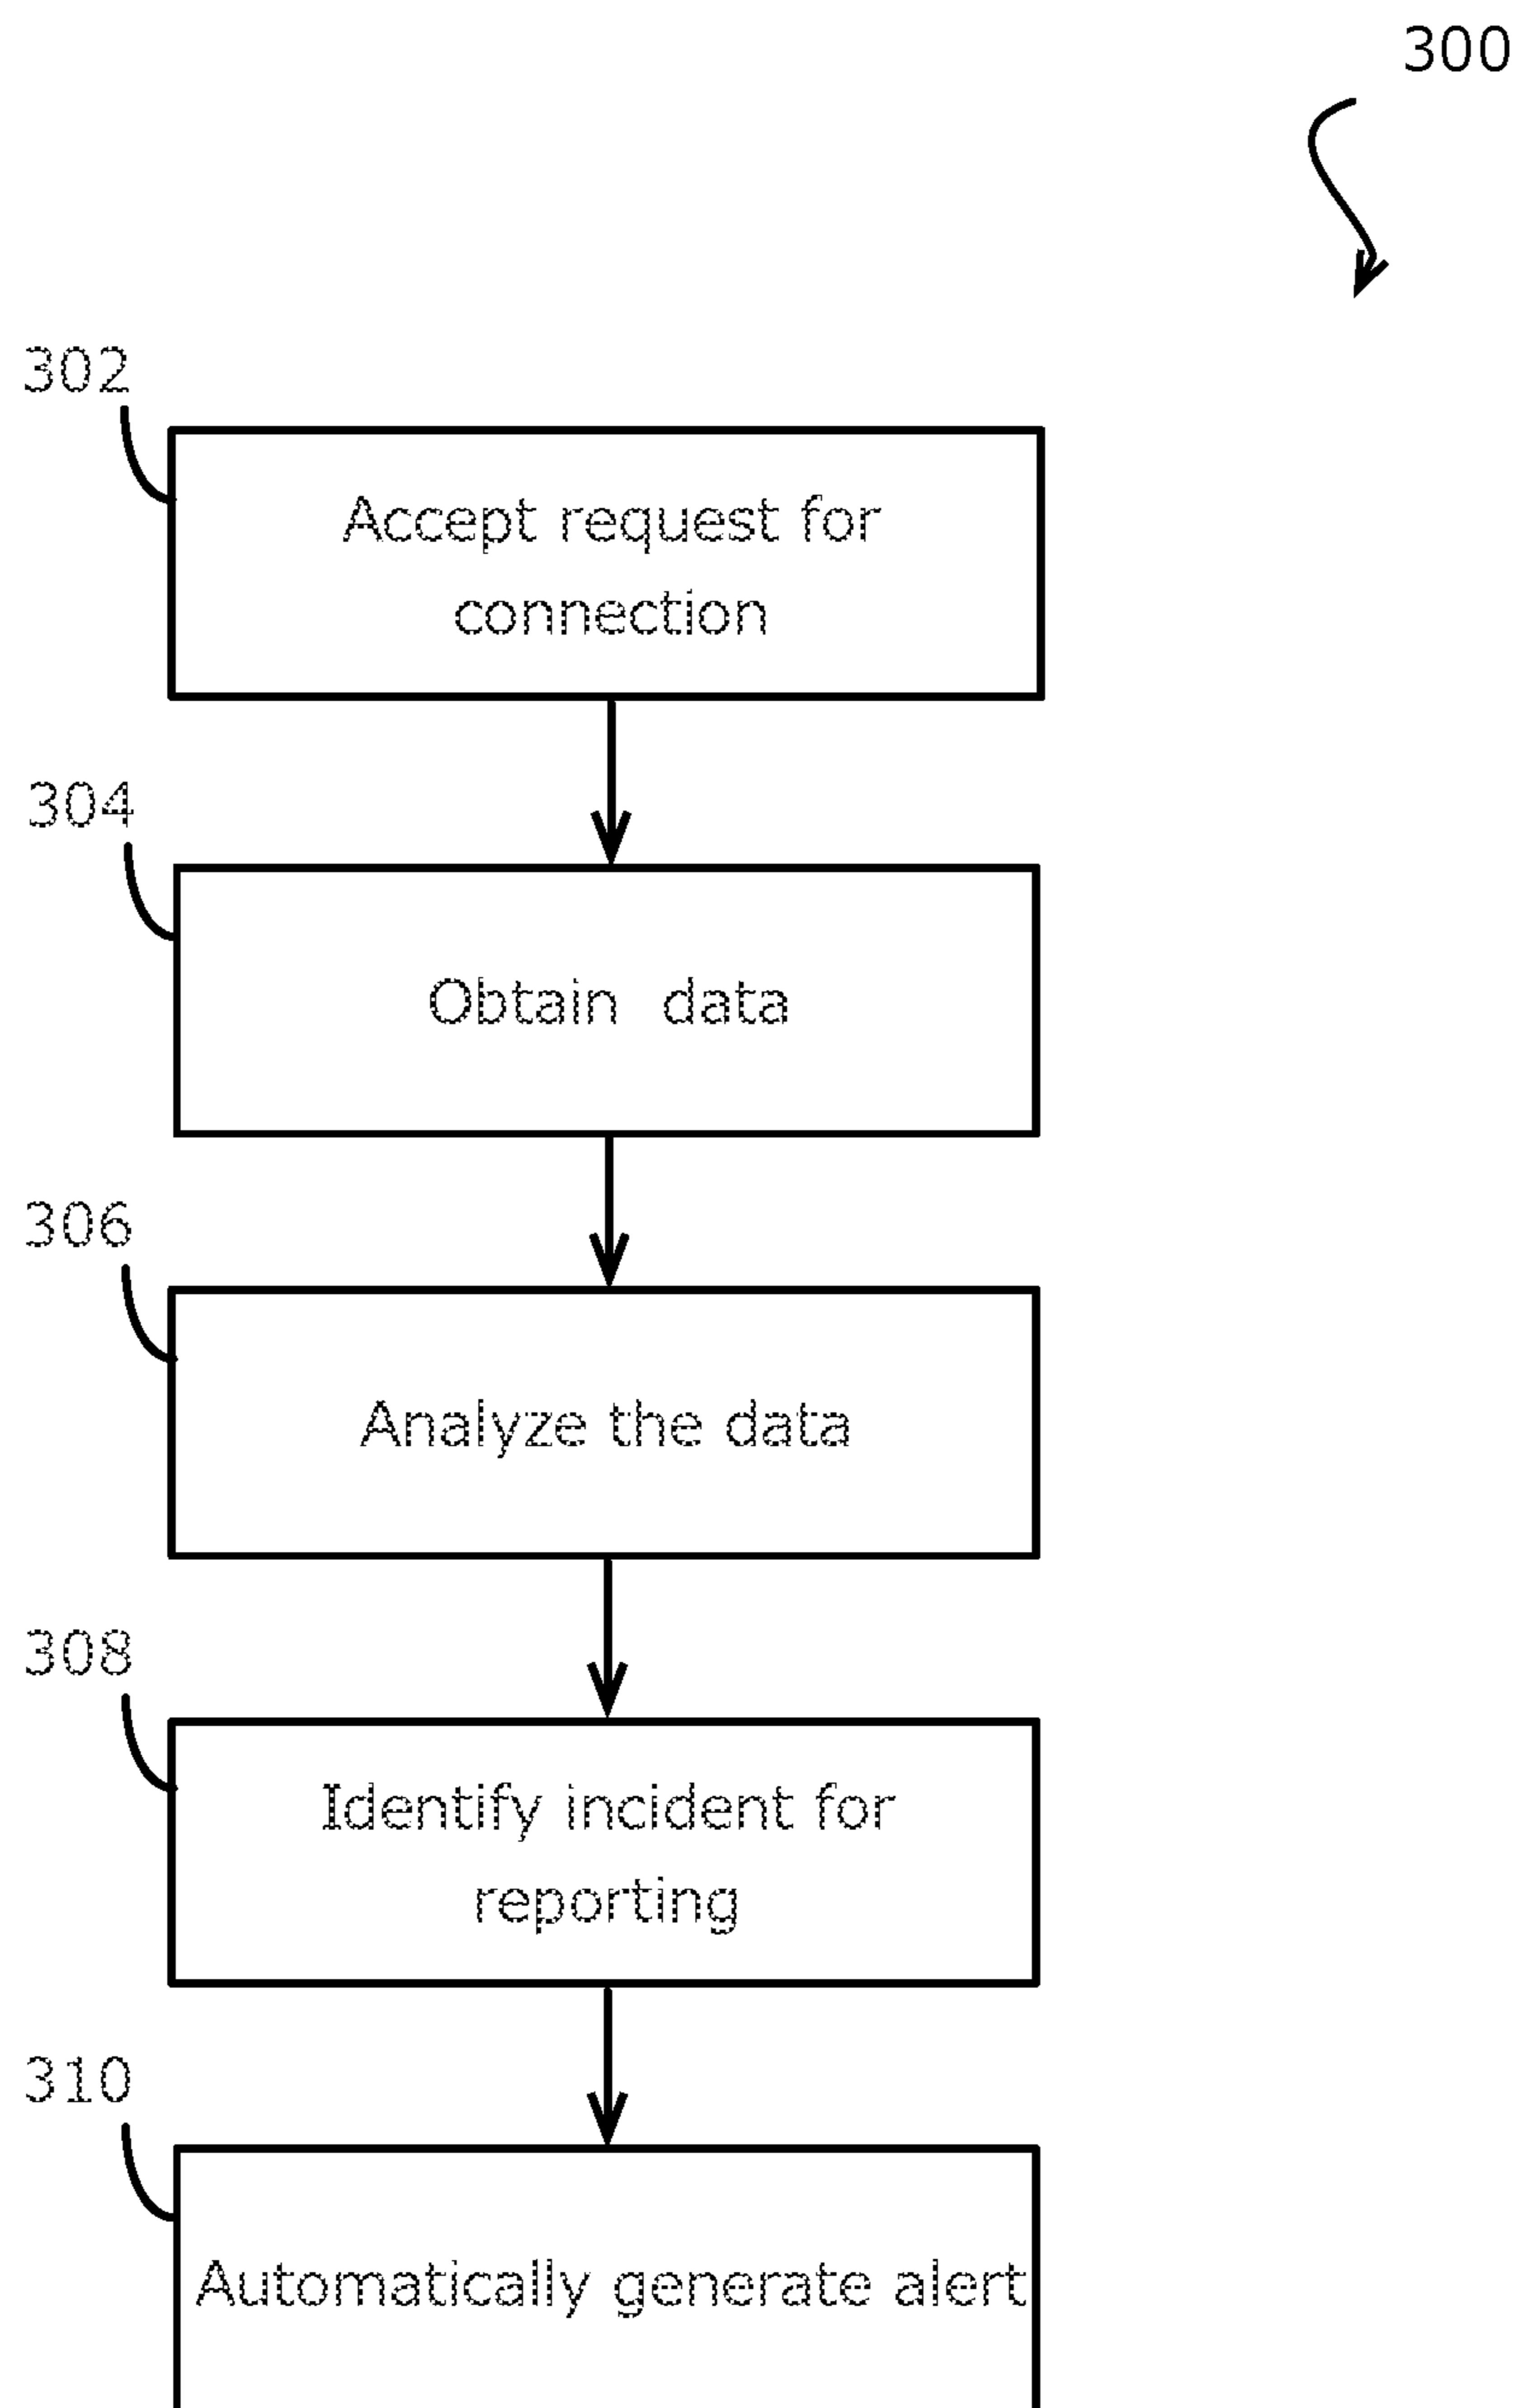 300
302
Accept request for
connection
304
Obtain data
306
Analyze the data
308
Identify incident for
reporting
310
Automatically generate alert